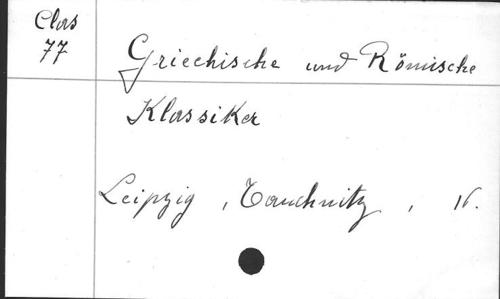 Clas
77
Griechische und Römische
Klassiker
Leipzig, Tauchnitz, 16.